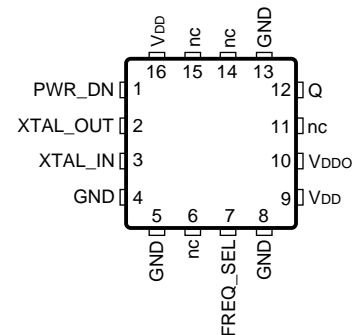 VDD nc nc GND
16 15 14 13
PWR_DN 1 12 Q
XTAL_OUT 2 11 nc
XTAL_IN 3 10 VDDO
GND 4 9 VDD
5 6 7 8
GND nc FREQ_SEL GND